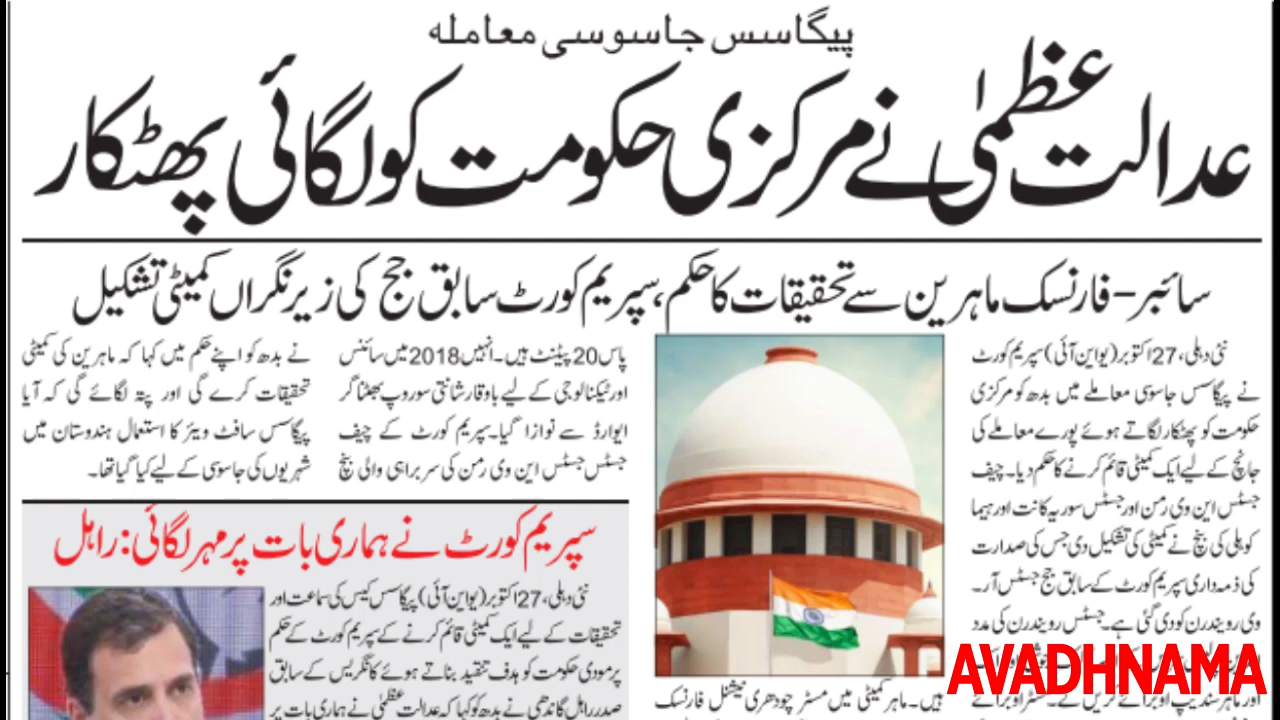 پیگاسس جاسوسی معاملہ
عدالت عظمیٰ نے مرکزی حکومت کو لگائی پھٹکار
سائبر-فارنسک ماہرین سے تحقیقات کا حکم، سپریم کورٹ سابق جج کی زیر نگراں کمیٹی تشکیل
نئی دہلی، 27 اکتوبر (یو این آئی) سپریم کورٹ
نے پیگاسس جاسوسی معاملے میں بدھ کو مرکزی
حکومت کو پھٹکار لگاتے ہوئے پورے معاملے کی
جانچ کے لیے ایک کمیٹی قائم کرنے کا حکم دیا۔ چیف
جسٹس این وی رمن اور جسٹس سوریہ کانت اور ہیما
کوہلی کی بنچ نے کمیٹی کی تشکیل دی جس کی صدارت
کی ذمہ داری سپریم کورٹ کے سابق جج جسٹس آر۔
وی رویندرن کو دی گئی ہے۔ جسٹس رویندرن کی مدد
اور ماہر سندیپ اوبرائے کریں گے۔ مسٹر اوبرائے
ہیں۔ ماہر کمیٹی میں مسٹر چودھری نیشنل فارنسک
پاس 20 پیٹنٹ ہیں۔ انہیں 2018 میں سائنس
اور ٹیکنالوجی کے لیے باوقار شانتی سوروپ بھٹناگر
ایوارڈ سے نوازا گیا۔ سپریم کورٹ کے چیف
جسٹس جسٹس این وی رمن کی سربراہی والی بنچ
نے بدھ کو اپنے حکم میں کہا کہ ماہرین کی کمیٹی
تحقیقات کرے گی اور پتہ لگائے گی کہ آیا
پیگاسس سافٹ ویئر کا استعمال ہندوستان میں
شہریوں کی جاسوسی کے لیے کیا گیا تھا۔
سپریم کورٹ نے ہماری بات پر مہر لگائی: راہل
نئی دہلی، 27 اکتوبر (یو این آئی) پیگاسس کیس کی سماعت اور
تحقیقات کے لیے ایک کمیٹی قائم کرنے کے سپریم کورٹ کے حکم
پر مودی حکومت کو ہدف تنقید بناتے ہوئے کانگریس کے سابق
صدر راہل گاندھی نے بدھ کو کہا کہ عدالت عظمیٰ نے ہماری بات پر
AVADHNAMA